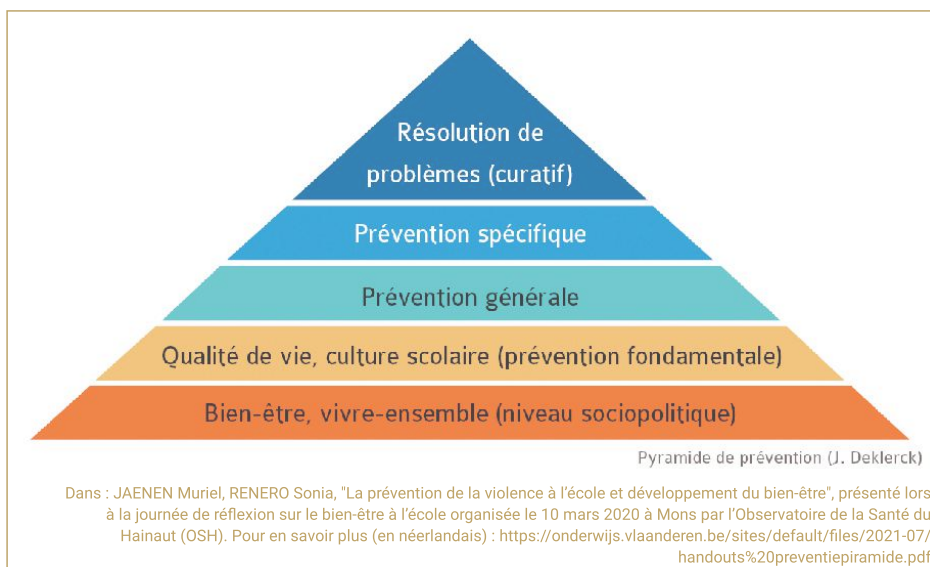 Résolution de
problèmes (curatif)
Prévention spécifique
Prévention générale
Qualité de vie, culture scolaire (prévention fondamentale)
Bien-être, vivre-ensemble (niveau sociopolitique)
Pyramide de prévention (J. Deklerck)
Dans : JAENEN Muriel, RENERO Sonia, "La prévention de la violence à l'école et développement du bien-être", présenté lors
à la journée de réflexion sur le bien-être à l'école organisée le 10 mars 2020 à Mons par l'Observatoire de la Santé du
Hainaut (OSH). Pour en savoir plus (en néerlandais) : https://onderwijs.vlaanderen.be/sites/default/files/2021-07/
handouts%20preventiepiramide.pdf